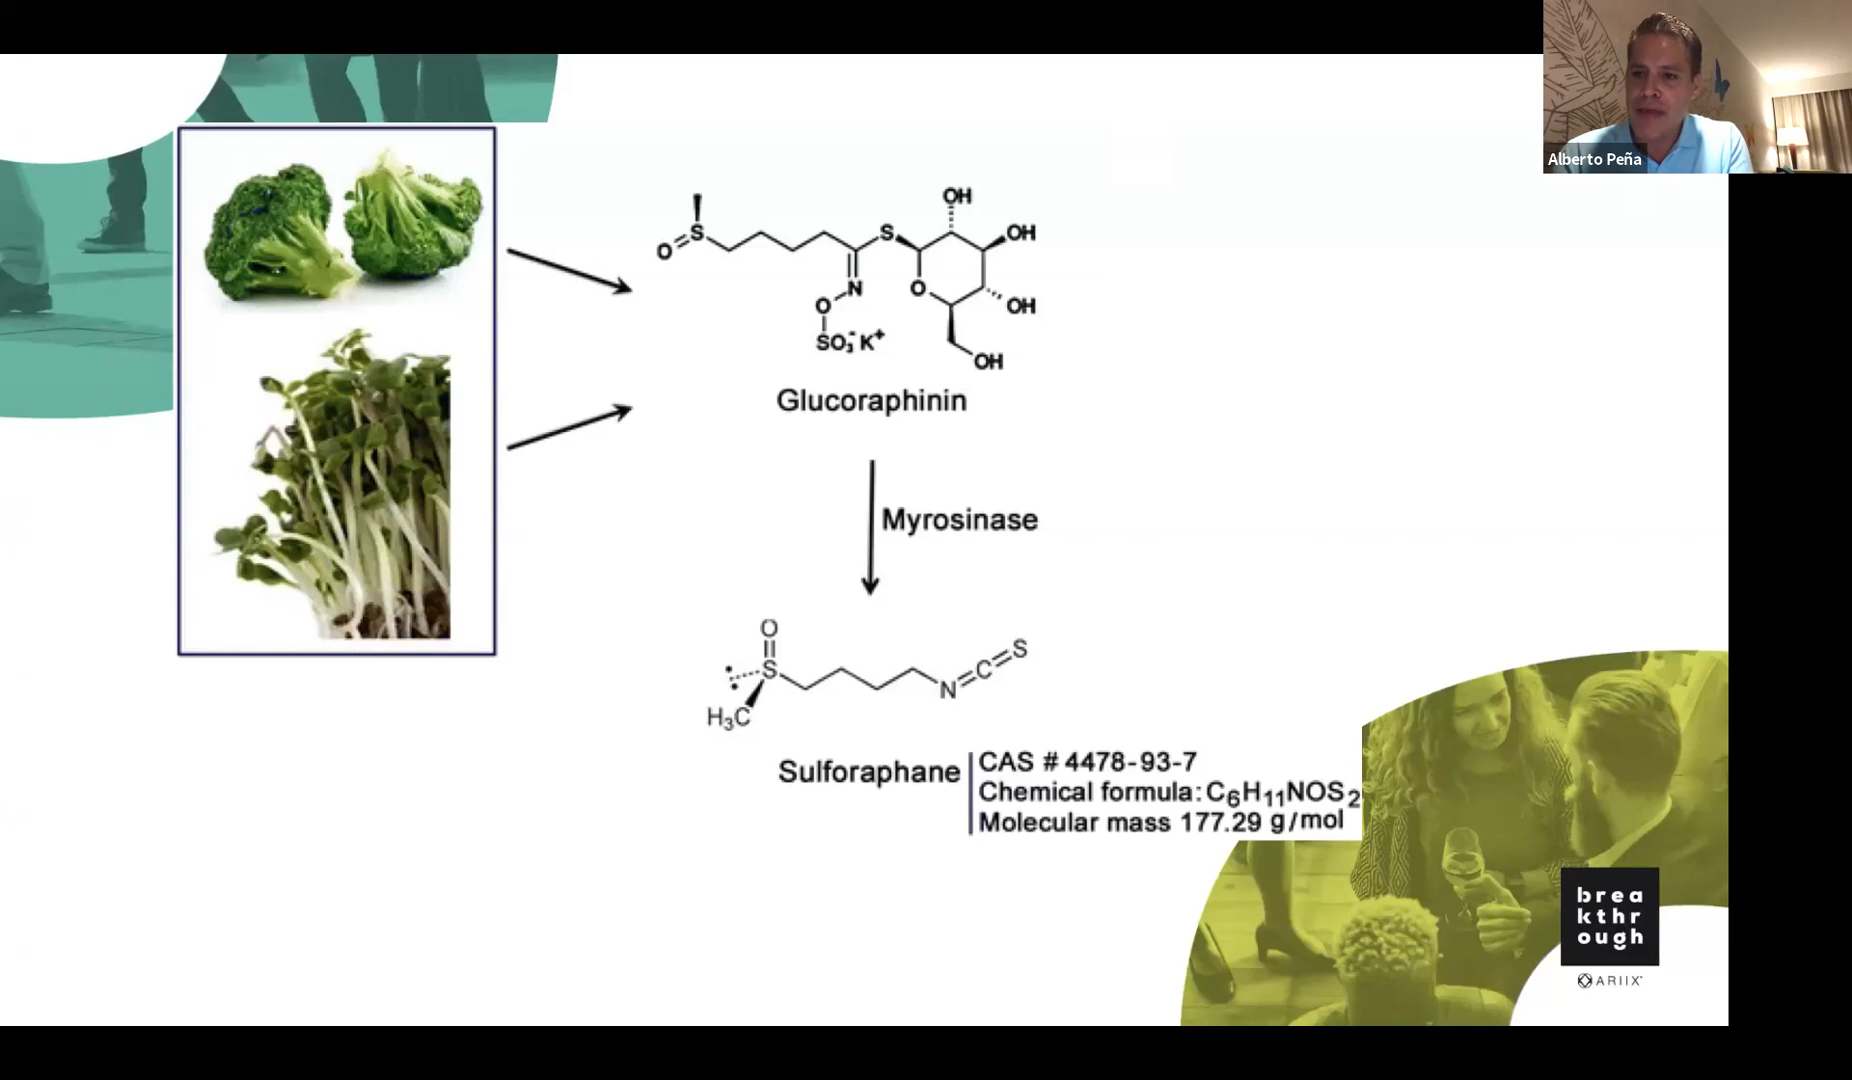 Alberto Peña
OH
S
OH
O
S
O
OH
N
O
SO₃⁻K⁺
OH
Glucoraphinin
Myrosinase
O
S
S
C
N
H₃C
Sulforaphane
CAS # 4478-93-7
Chemical formula: C₆H₁₁NOS₂
Molecular mass 177.29 g/mol
brea
kthr
ough
ARIIX